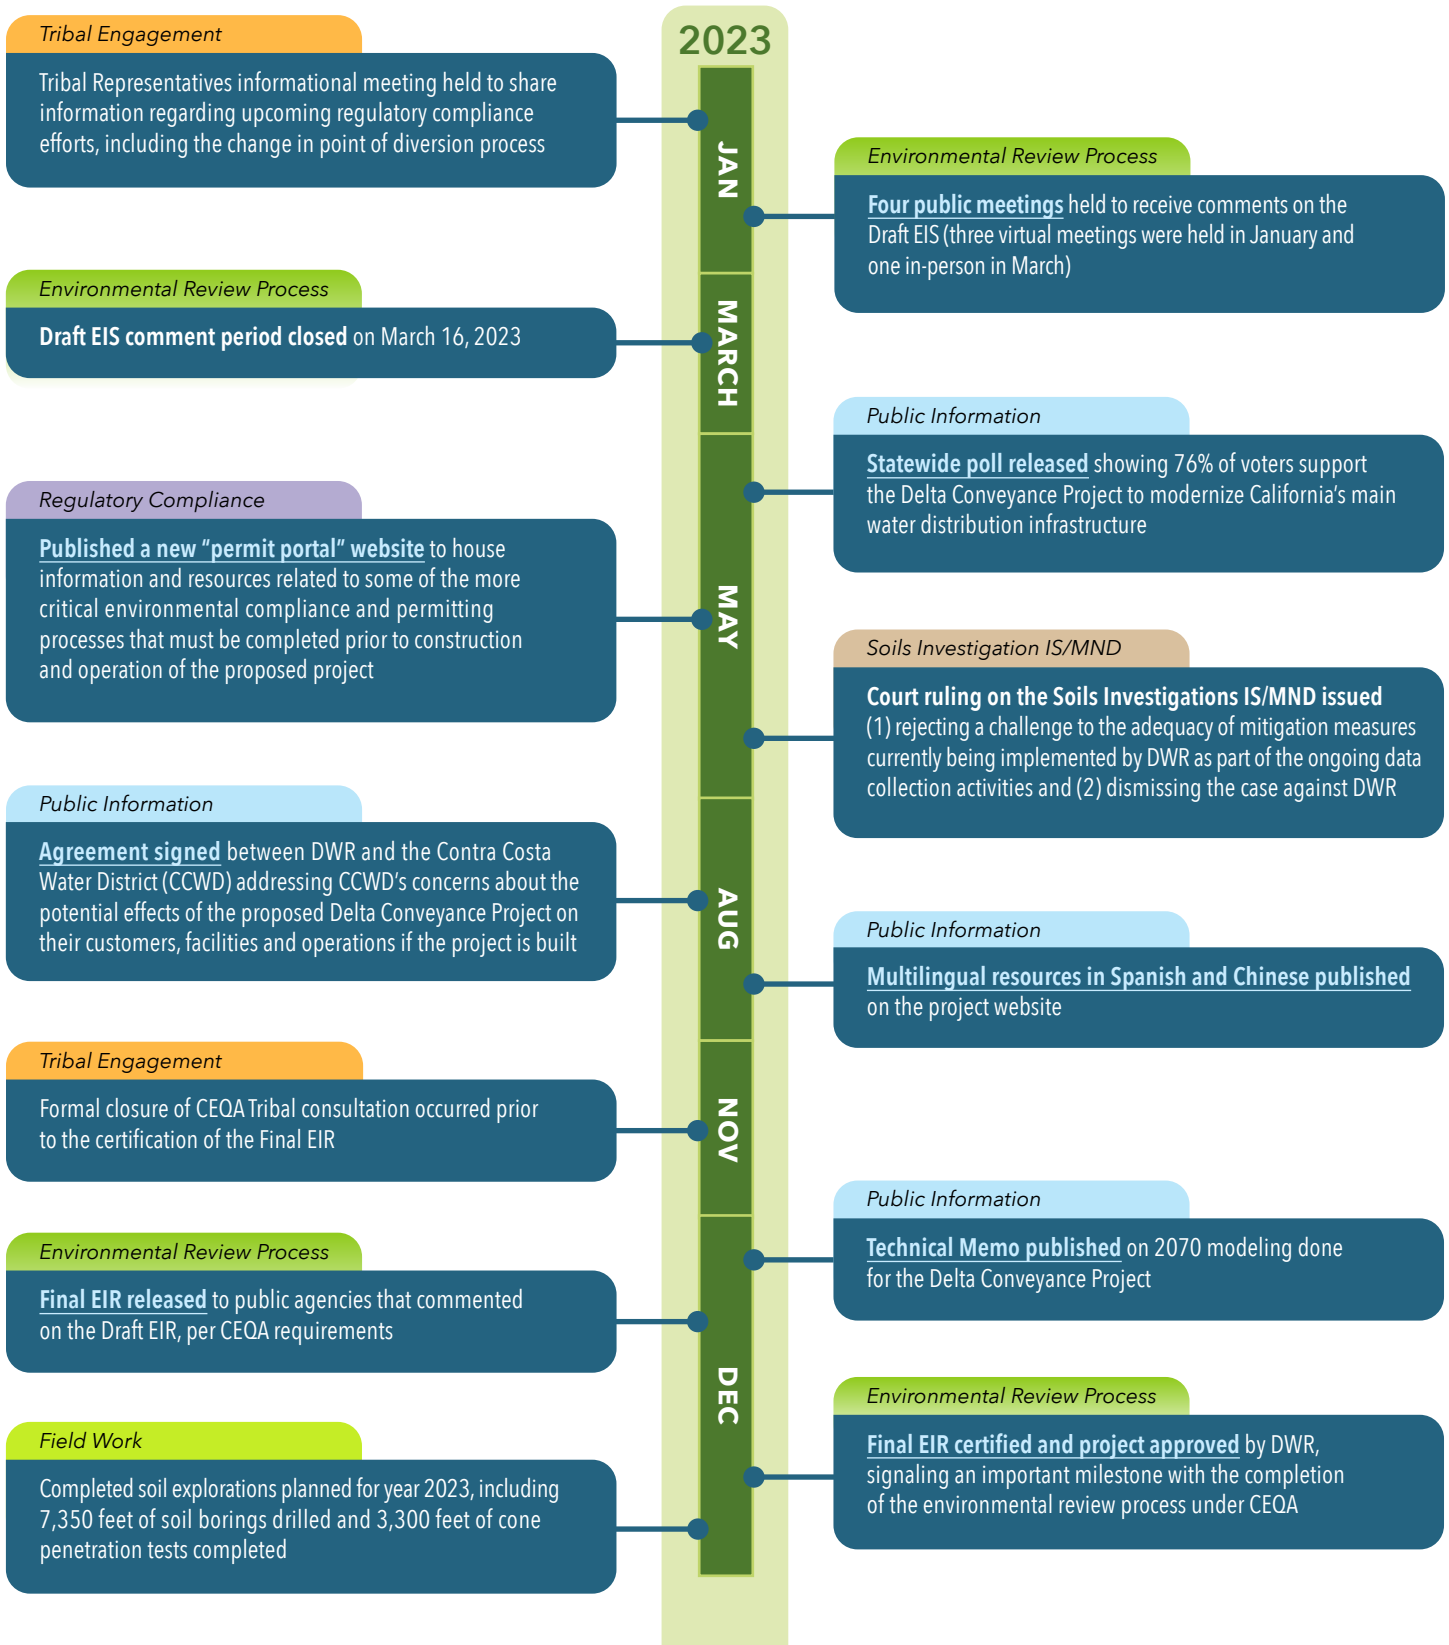 2023
JAN
Tribal Engagement
Tribal Representatives informational meeting held to share
information regarding upcoming regulatory compliance
efforts, including the change in point of diversion process
Environmental Review Process
Four public meetings held to receive comments on the
Draft EIS (three virtual meetings were held in January and
one in-person in March)
MARCH
Environmental Review Process
Draft EIS comment period closed on March 16, 2023
MAY
Public Information
Statewide poll released showing 76% of voters support
the Delta Conveyance Project to modernize California's main
water distribution infrastructure
Regulatory Compliance
Published a new "permit portal" website to house
information and resources related to some of the more
critical environmental compliance and permitting
processes that must be completed prior to construction
and operation of the proposed project
Soils Investigation IS/MND
Court ruling on the Soils Investigations IS/MND issued
(1) rejecting a challenge to the adequacy of mitigation measures
currently being implemented by DWR as part of the ongoing data
collection activities and (2) dismissing the case against DWR
AUG
Public Information
Agreement signed between DWR and the Contra Costa
Water District (CCWD) addressing CCWD's concerns about the
potential effects of the proposed Delta Conveyance Project on
their customers, facilities and operations if the project is built
Public Information
Multilingual resources in Spanish and Chinese published
on the project website
NOV
Tribal Engagement
Formal closure of CEQA Tribal consultation occurred prior
to the certification of the Final EIR
DEC
Public Information
Technical Memo published on 2070 modeling done
for the Delta Conveyance Project
Environmental Review Process
Final EIR released to public agencies that commented
on the Draft EIR, per CEQA requirements
Environmental Review Process
Final EIR certified and project approved by DWR,
signaling an important milestone with the completion
of the environmental review process under CEQA
Field Work
Completed soil explorations planned for year 2023, including
7,350 feet of soil borings drilled and 3,300 feet of cone
penetration tests completed